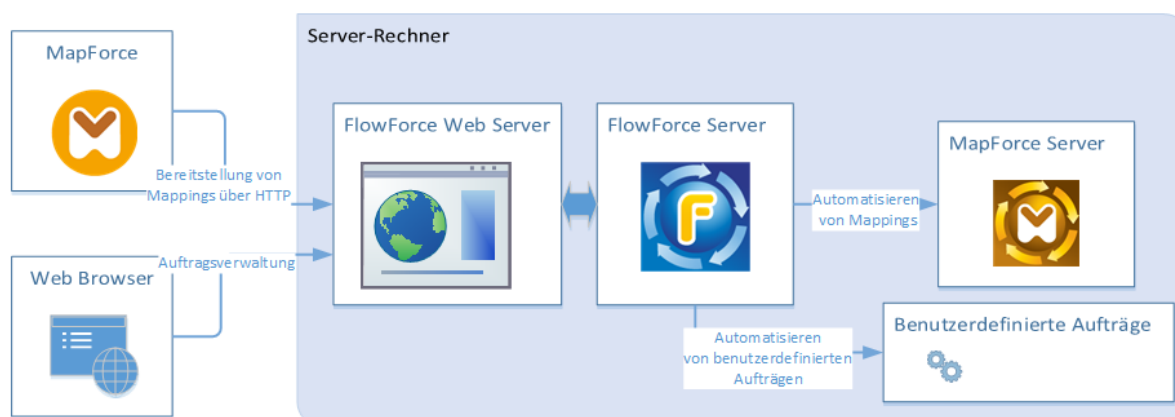 Server-Rechner
MapForce
Bereitstellung von
Mappings über HTTP
Web Browser
Auftragsverwaltung
FlowForce Web Server
FlowForce Server
F
Automatisieren
von Mappings
MapForce Server
Automatisieren
von benutzerdefinierten
Aufträgen
Benutzerdefinierte Aufträge